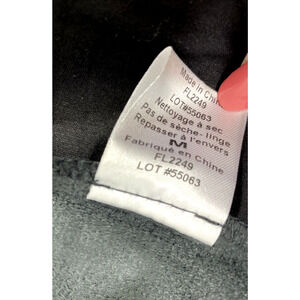 Made in China
FL2249
LOT#55063
Nettoyage à sec
Pas de sèche-linge
Repasser à l'envers
M
Fabriqué en Chine
FL2249
LOT #55063